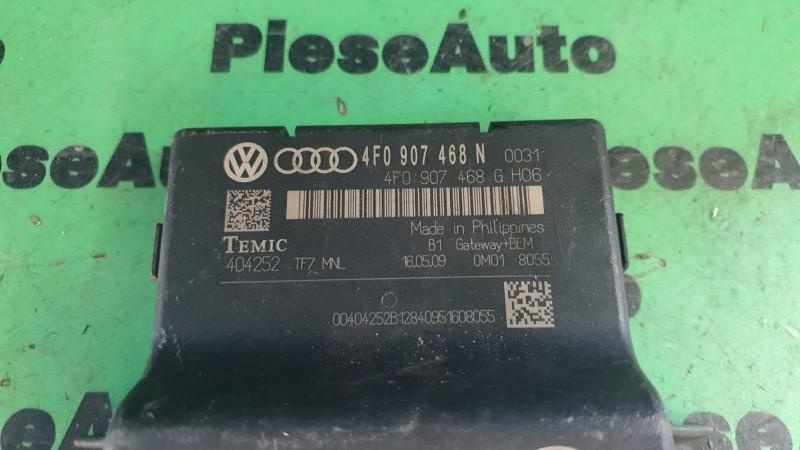 PieseAuto
4F0 907 468 N 0031
4F0 907 468 G H06
Made in Philippines
TEMIC B1 Gateway+BEM
404252 TF7 MNL 16.05.09 0M01 8055
00404252B12840951608055